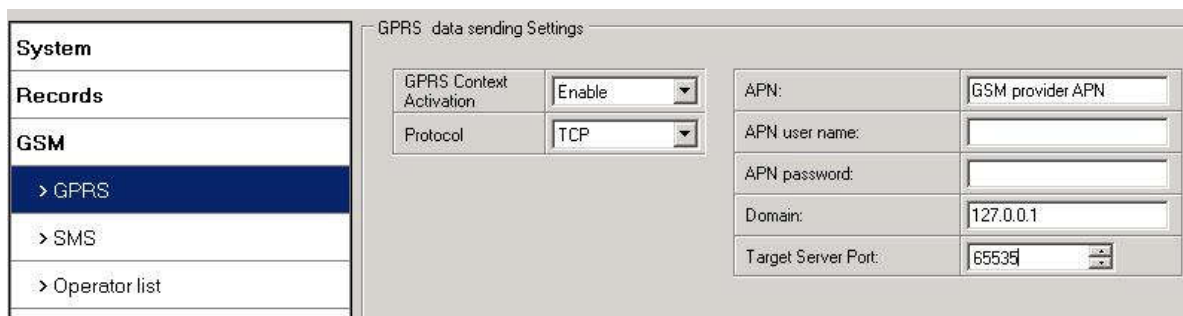 System
Records
GSM
> GPRS
> SMS
> Operator list
GPRS data sending Settings
GPRS Context
Activation
Enable
Protocol
TCP
APN:
GSM provider APN
APN user name:
APN password:
Domain:
127.0.0.1
Target Server Port:
65535